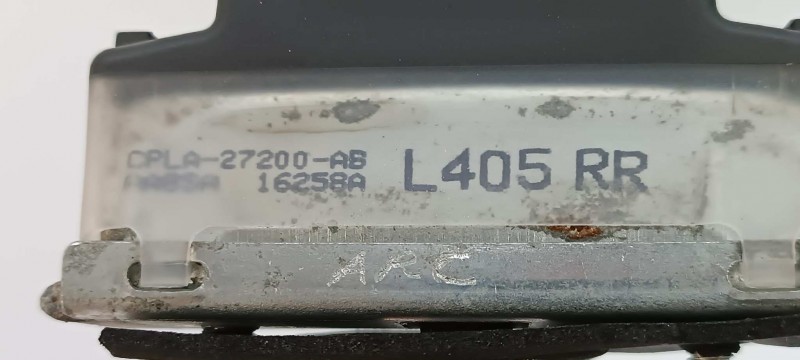 CPLA-27200-AB
16258A
L405 RR
ARC